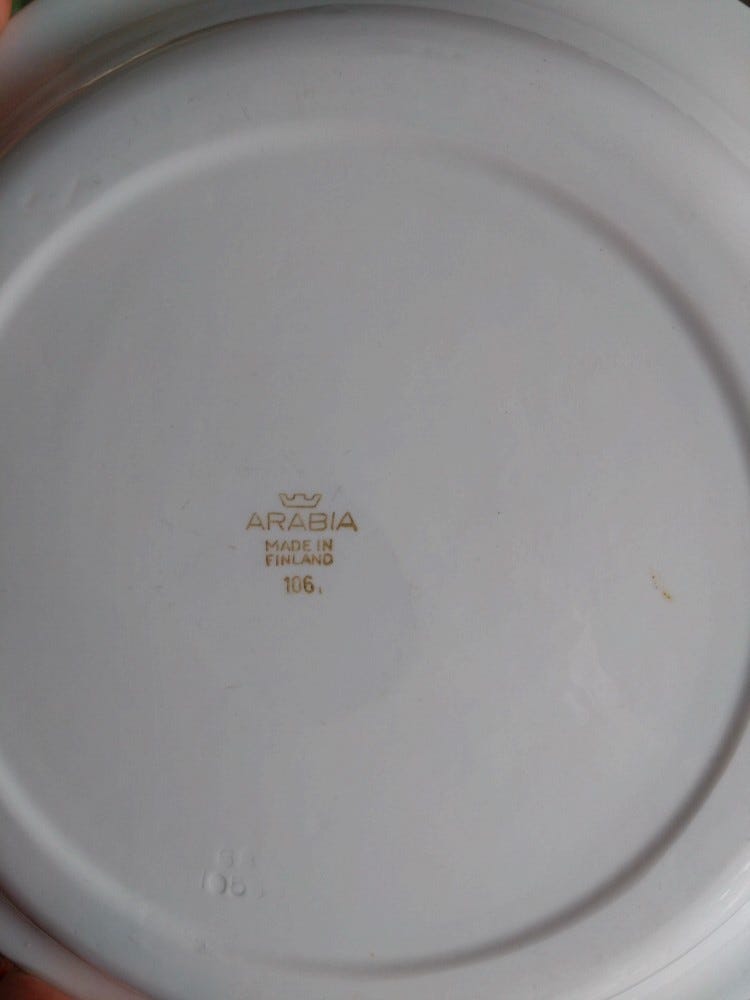 ARABIA
MADE IN
FINLAND
106.